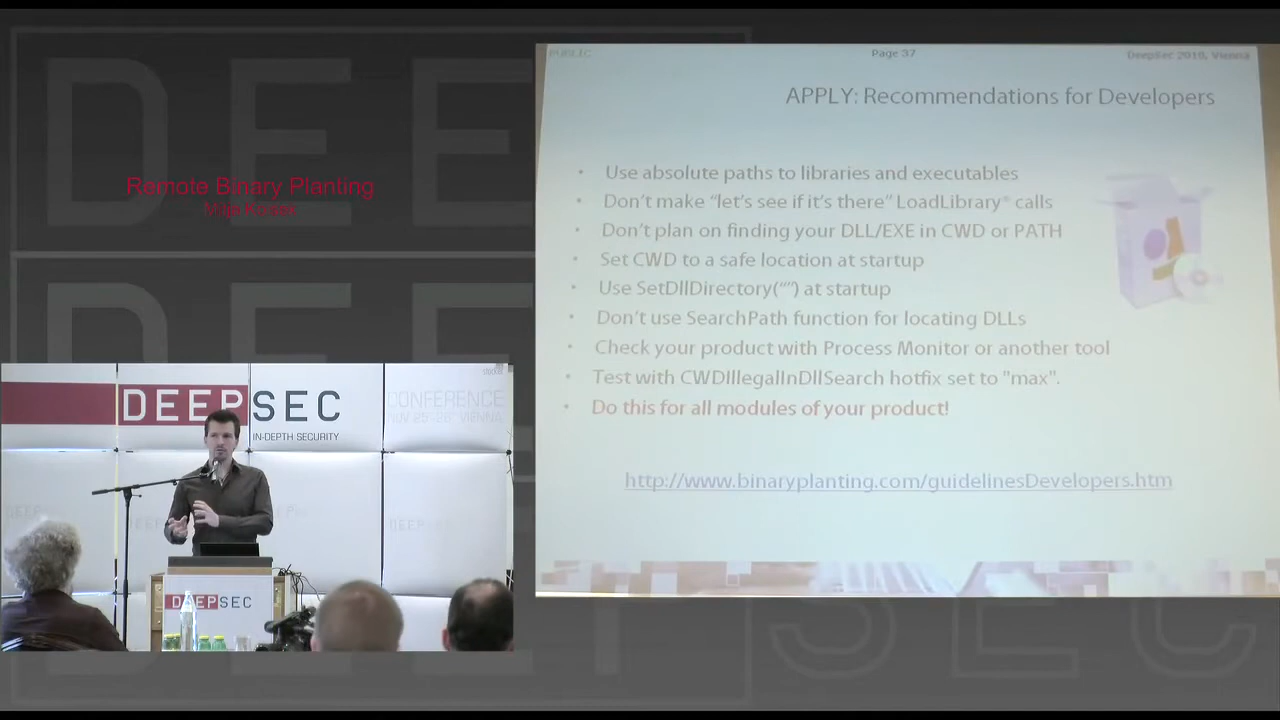 Remote Binary Planting
Mitja Kolsek
PUBLIC
Page 37
DeepSec 2010, Vienna
APPLY: Recommendations for Developers
• Use absolute paths to libraries and executables
• Don't make “let's see if it's there” LoadLibrary* calls
• Don't plan on finding your DLL/EXE in CWD or PATH
• Set CWD to a safe location at startup
• Use SetDllDirectory(“”) at startup
• Don't use SearchPath function for locating DLLs
• Check your product with Process Monitor or another tool
• Test with CWDIllegalInDllSearch hotfix set to "max".
• Do this for all modules of your product!
http://www.binaryplanting.com/guidelinesDevelopers.htm
DEEPSEC
IN-DEPTH SECURITY
CONFERENCE
DEEPSEC